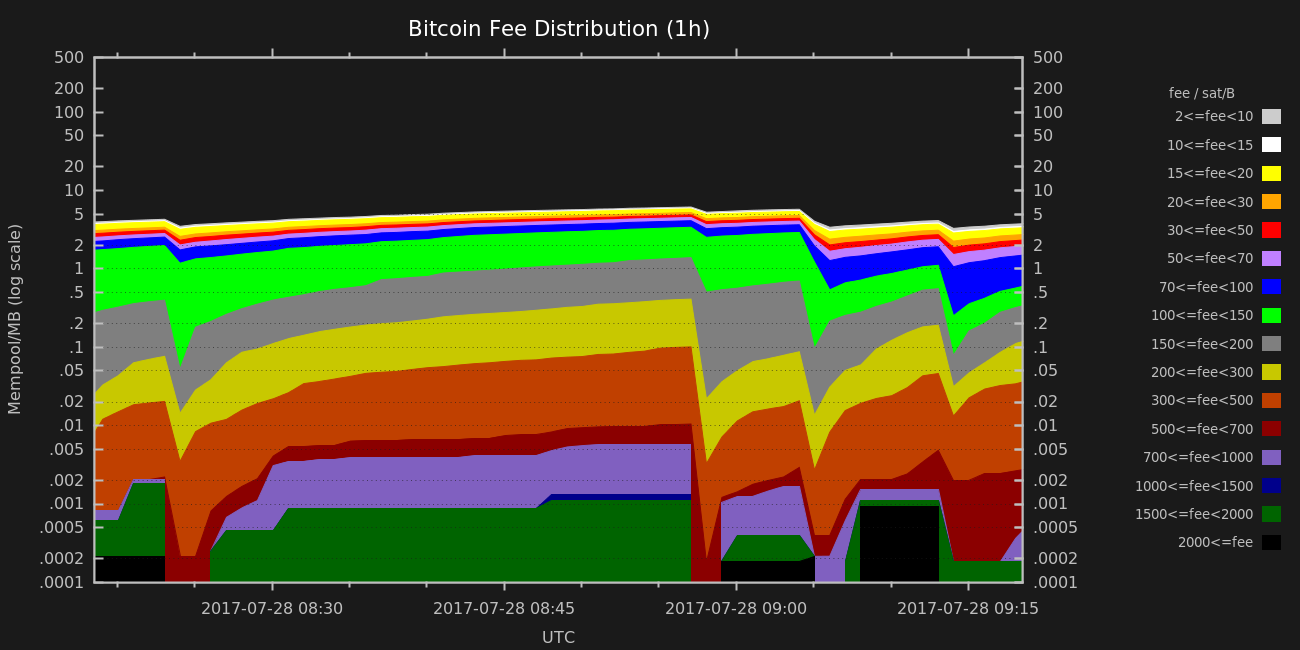 Bitcoin Fee Distribution (1h)
500 500
200 200
100 100
50 50
20 20
10 10
5 5
2 2
1 1
.5 .5
.2 .2
.1 .1
.05 .05
.02 .02
.01 .01
.005 .005
.002 .002
.001 .001
.0005 .0005
.0002 .0002
.0001 .0001
Mempool/MB (log scale)
2017-07-28 08:30 2017-07-28 08:45 2017-07-28 09:00 2017-07-28 09:15
UTC
fee / sat/B
2<=fee<10
10<=fee<15
15<=fee<20
20<=fee<30
30<=fee<50
50<=fee<70
70<=fee<100
100<=fee<150
150<=fee<200
200<=fee<300
300<=fee<500
500<=fee<700
700<=fee<1000
1000<=fee<1500
1500<=fee<2000
2000<=fee